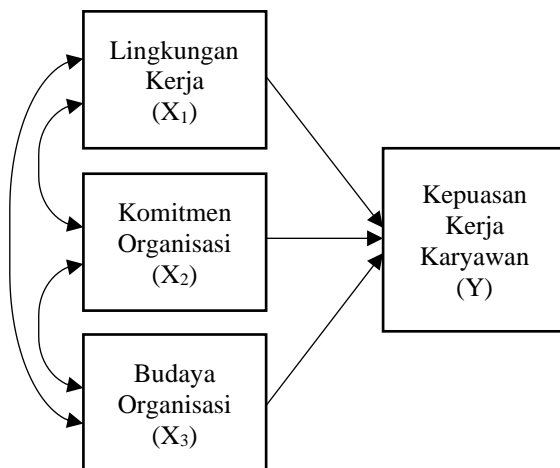 Lingkungan
Kerja
(X₁)
Komitmen
Organisasi
(X₂)
Budaya
Organisasi
(X₃)
Kepuasan
Kerja
Karyawan
(Y)